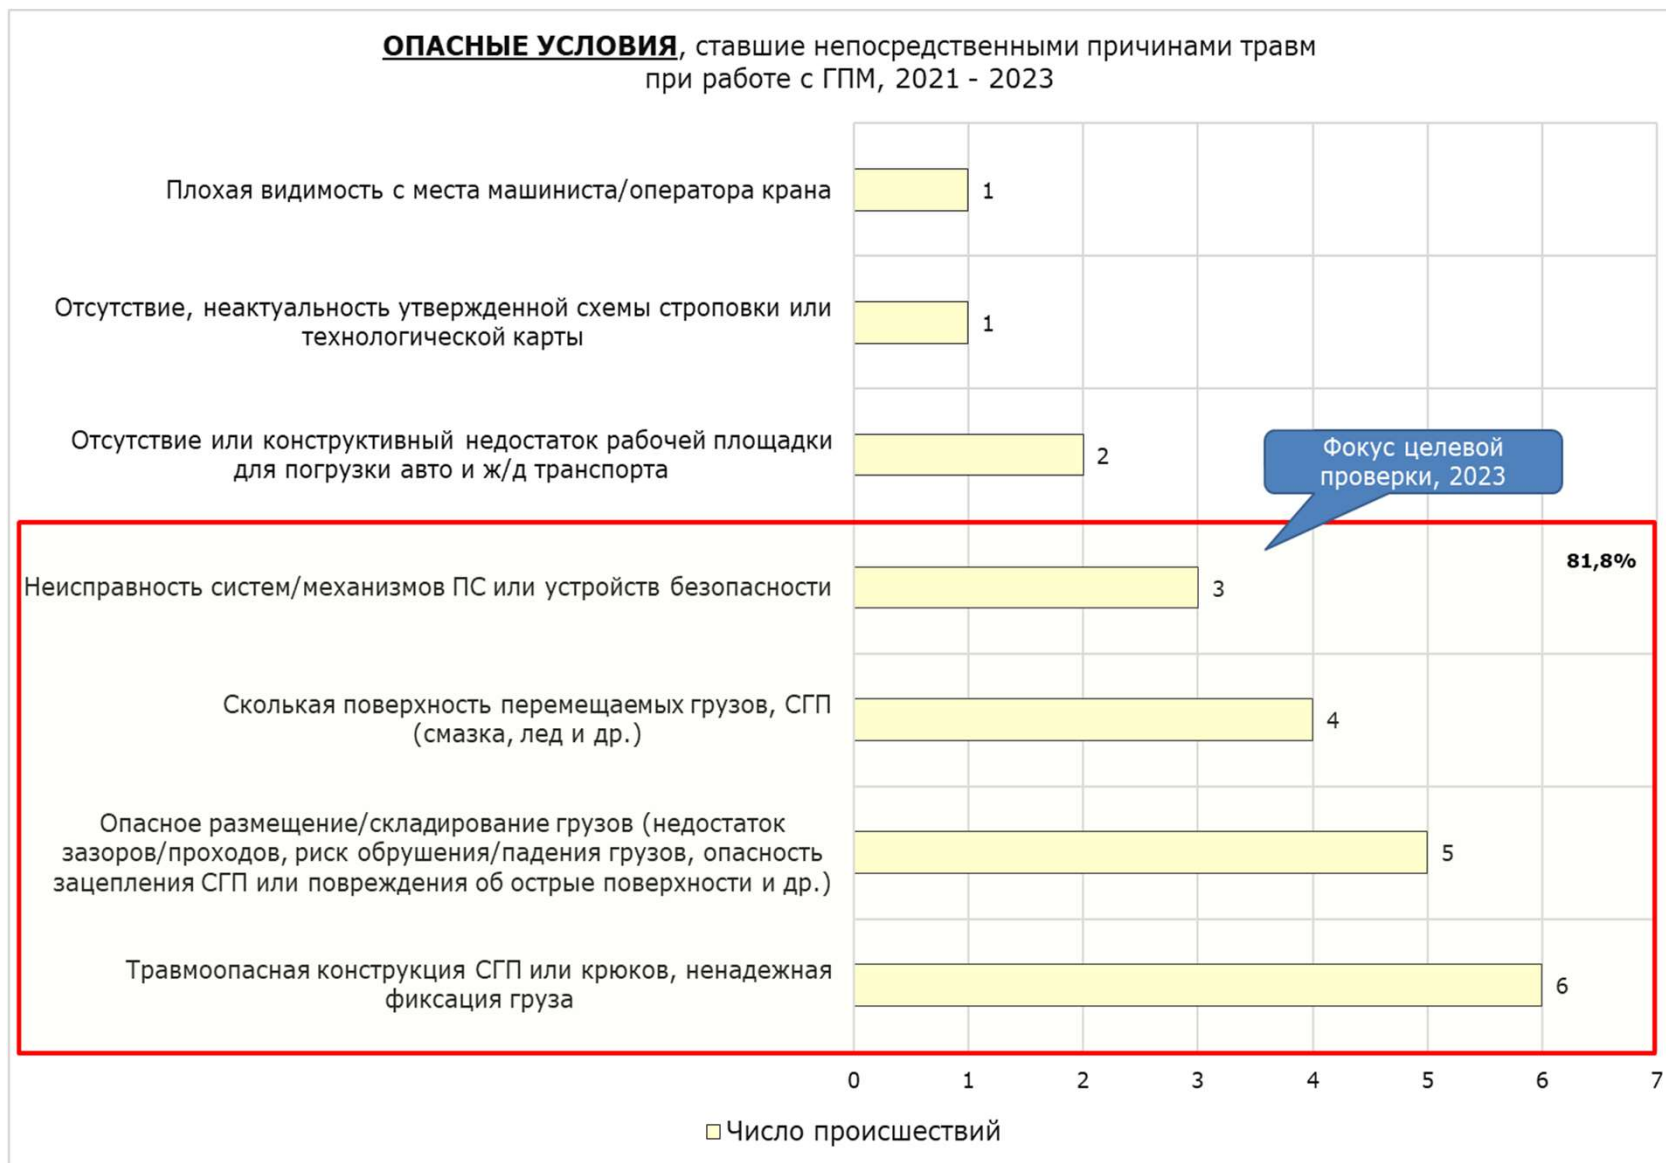 ОПАСНЫЕ УСЛОВИЯ, ставшие непосредственными причинами травм
при работе с ГПМ, 2021 - 2023
Плохая видимость с места машиниста/оператора крана
1
Отсутствие, неактуальность утвержденной схемы строповки или
технологической карты
1
Отсутствие или конструктивный недостаток рабочей площадки
для погрузки авто и ж/д транспорта
2
Фокус целевой
проверки, 2023
81,8%
Неисправность систем/механизмов ПС или устройств безопасности
3
Сколькая поверхность перемещаемых грузов, СГП
(смазка, лед и др.)
4
Опасное размещение/складирование грузов (недостаток
зазоров/проходов, риск обрушения/падения грузов, опасность
зацепления СГП или повреждения об острые поверхности и др.)
5
Травмоопасная конструкция СГП или крюков, ненадежная
фиксация груза
6
0 1 2 3 4 5 6 7
Число происшествий